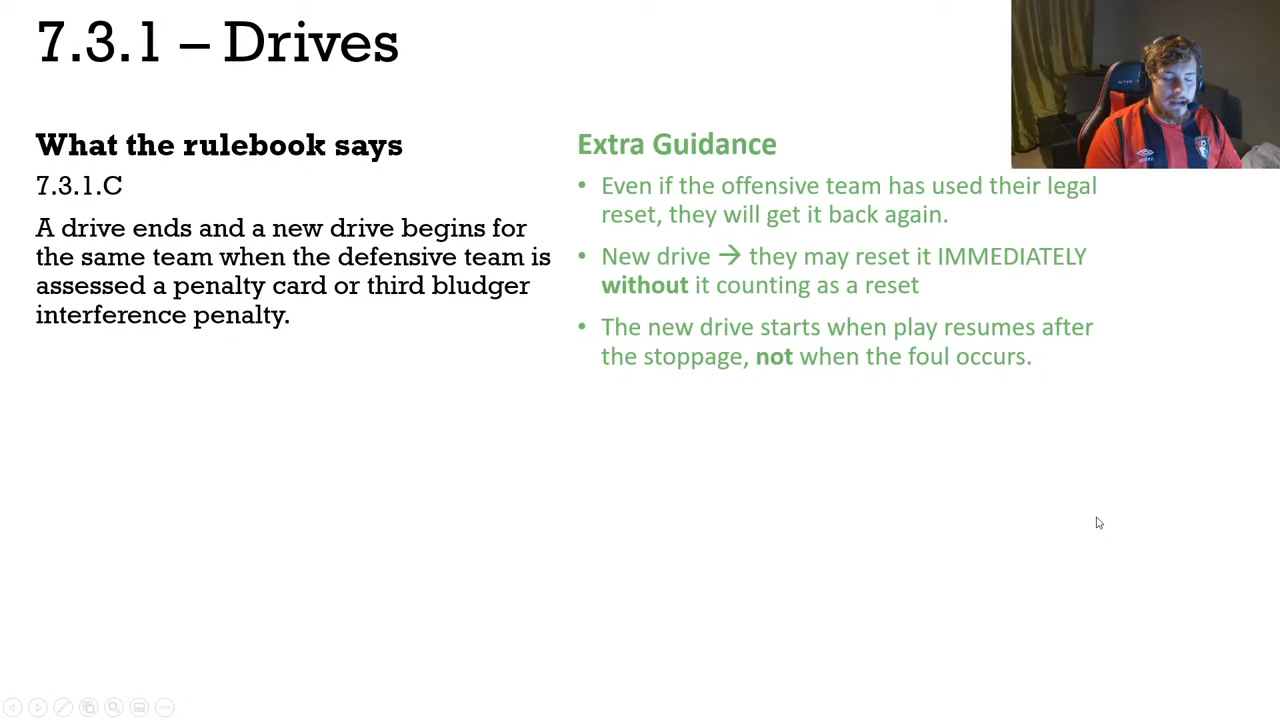 7.3.1 – Drives
What the rulebook says
7.3.1.C
A drive ends and a new drive begins for
the same team when the defensive team is
assessed a penalty card or third bludger
interference penalty.
Extra Guidance
• Even if the offensive team has used their legal
reset, they will get it back again.
• New drive → they may reset it IMMEDIATELY
without it counting as a reset
• The new drive starts when play resumes after
the stoppage, not when the foul occurs.